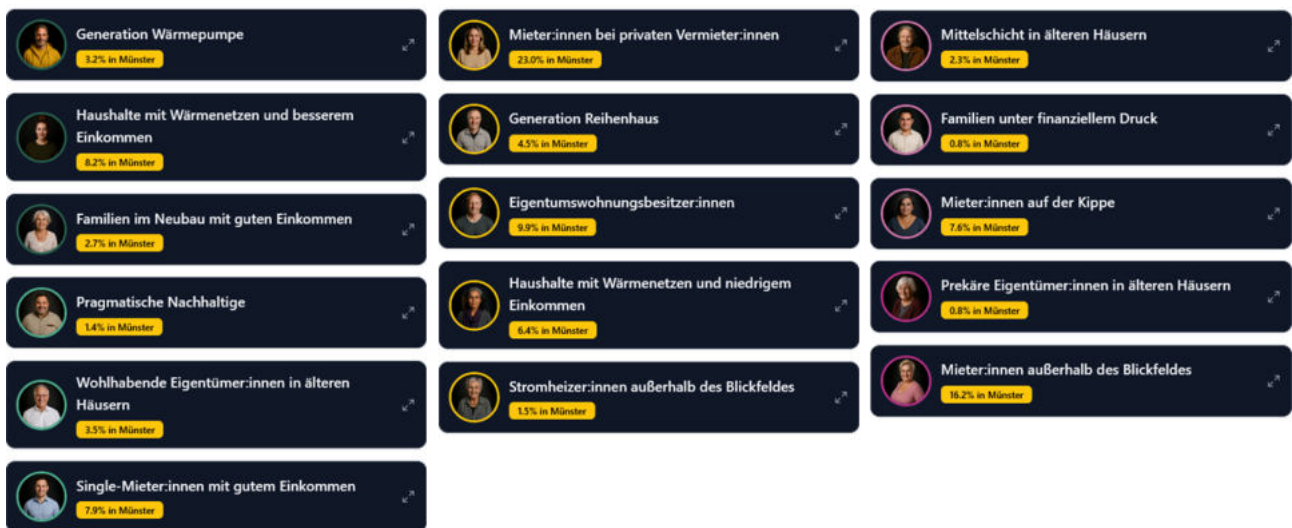 Generation Wärmepumpe
3.2% in Münster
Haushalte mit Wärmenetzen und besserem
Einkommen
8.2% in Münster
Familien im Neubau mit guten Einkommen
2.7% in Münster
Pragmatische Nachhaltige
1.4% in Münster
Wohlhabende Eigentümer:innen in älteren
Häusern
3.5% in Münster
Single-Mieter:innen mit gutem Einkommen
7.9% in Münster
Mieter:innen bei privaten Vermieter:innen
23.0% in Münster
Generation Reihenhaus
4.5% in Münster
Eigentumswohnungsbesitzer:innen
9.9% in Münster
Haushalte mit Wärmenetzen und niedrigem
Einkommen
6.4% in Münster
Stromheizer:innen außerhalb des Blickfeldes
1.5% in Münster
Mittelschicht in älteren Häusern
2.3% in Münster
Familien unter finanziellem Druck
0.8% in Münster
Mieter:innen auf der Kippe
7.6% in Münster
Prekäre Eigentümer:innen in älteren Häusern
0.8% in Münster
Mieter:innen außerhalb des Blickfeldes
16.2% in Münster